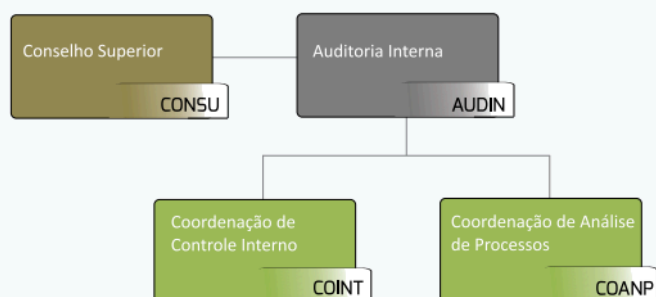 Conselho Superior
CONSU
Auditoria Interna
AUDIN
Coordenação de
Controle Interno
COINT
Coordenação de Análise
de Processos
COANP